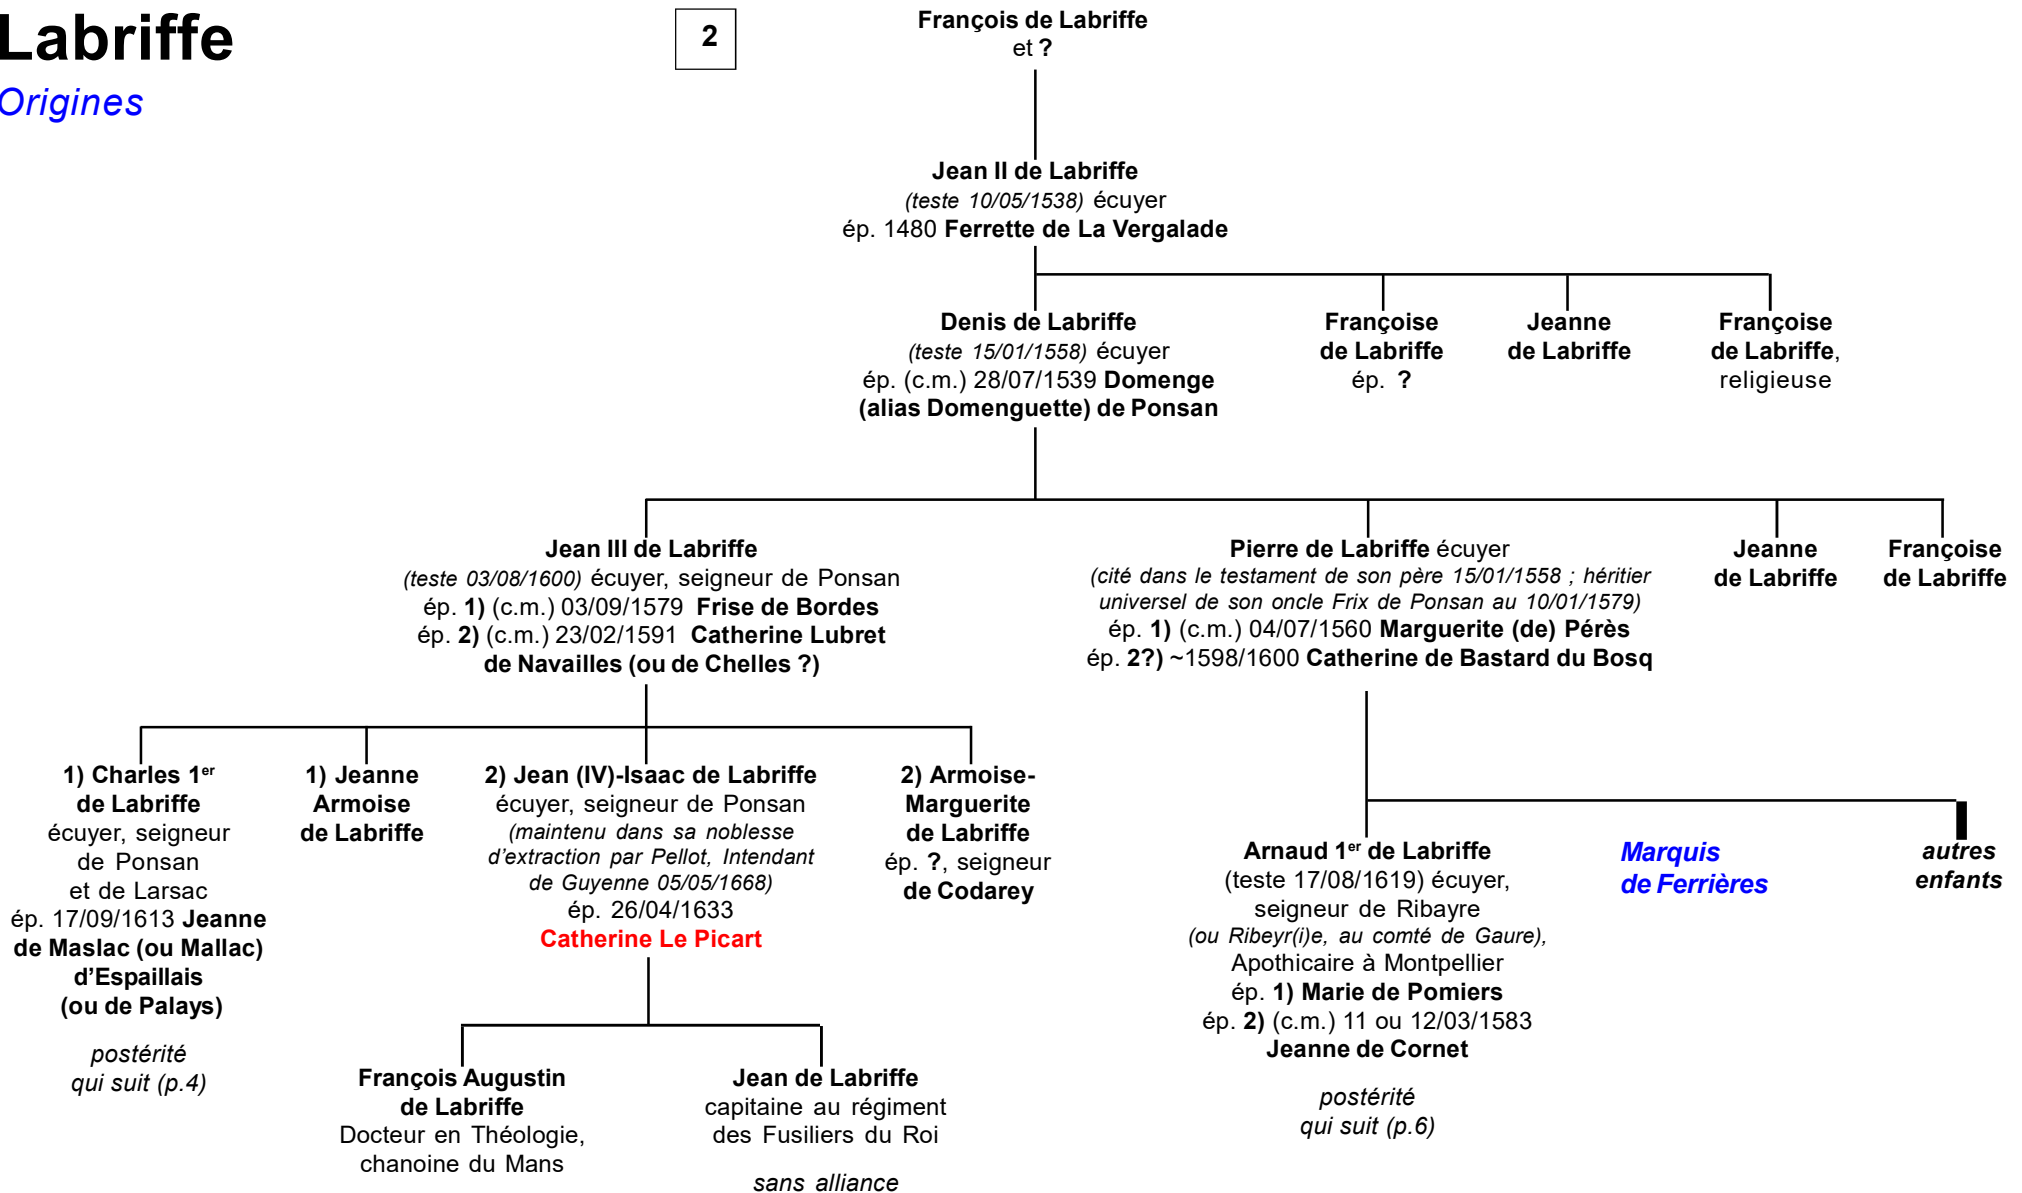 Labriffe
Origines
2
François de Labriffe
et ?
Jean II de Labriffe
(teste 10/05/1538) écuyer
ép. 1480 Ferrette de La Vergalade
Denis de Labriffe
(teste 15/01/1558) écuyer
ép. (c.m.) 28/07/1539 Domenge
(alias Domenguette) de Ponsan
Françoise
de Labriffe
ép. ?
Jeanne
de Labriffe
Françoise
de Labriffe,
religieuse
Jean III de Labriffe
(teste 03/08/1600) écuyer, seigneur de Ponsan
ép. 1) (c.m.) 03/09/1579 Frise de Bordes
ép. 2) (c.m.) 23/02/1591 Catherine Lubret
de Navailles (ou de Chelles ?)
Pierre de Labriffe écuyer
(cité dans le testament de son père 15/01/1558 ; héritier
universel de son oncle Frix de Ponsan au 10/01/1579)
ép. 1) (c.m.) 04/07/1560 Marguerite (de) Pérès
ép. 2?) ~1598/1600 Catherine de Bastard du Bosq
Jeanne
de Labriffe
Françoise
de Labriffe
1) Charles 1er
de Labriffe
écuyer, seigneur
de Ponsan
et de Larsac
ép. 17/09/1613 Jeanne
de Maslac (ou Mallac)
d’Espaillais
(ou de Palays)
postérité
qui suit (p.4)
1) Jeanne
Armoise
de Labriffe
2) Jean (IV)-Isaac de Labriffe
écuyer, seigneur de Ponsan
(maintenu dans sa noblesse
d’extraction par Pellot, Intendant
de Guyenne 05/05/1668)
ép. 26/04/1633
Catherine Le Picart
2) Armoise-
Marguerite
de Labriffe
ép. ?, seigneur
de Codarey
Arnaud 1er de Labriffe
(teste 17/08/1619) écuyer,
seigneur de Ribayre
(ou Ribeyr(i)e, au comté de Gaure),
Apothicaire à Montpellier
ép. 1) Marie de Pomiers
ép. 2) (c.m.) 11 ou 12/03/1583
Jeanne de Cornet
postérité
qui suit (p.6)
Marquis
de Ferrières
autres
enfants
François Augustin
de Labriffe
Docteur en Théologie,
chanoine du Mans
Jean de Labriffe
capitaine au régiment
des Fusiliers du Roi
sans alliance